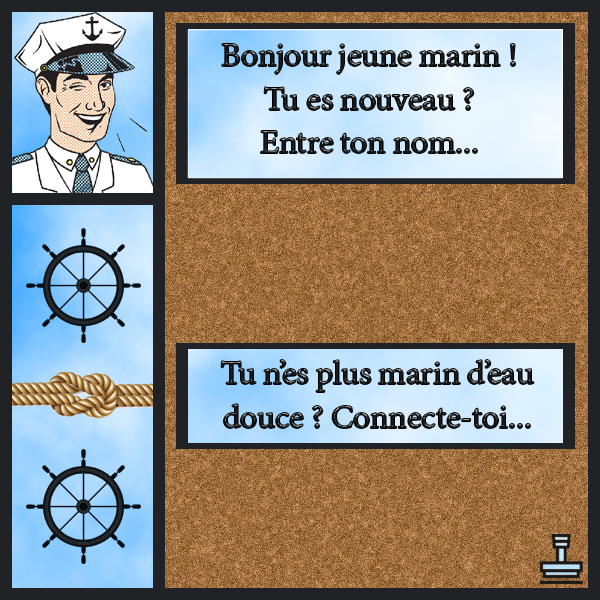 Bonjour jeune marin !
Tu es nouveau ?
Entre ton nom...
Tu n’es plus marin d’eau
douce ? Connecte-toi...